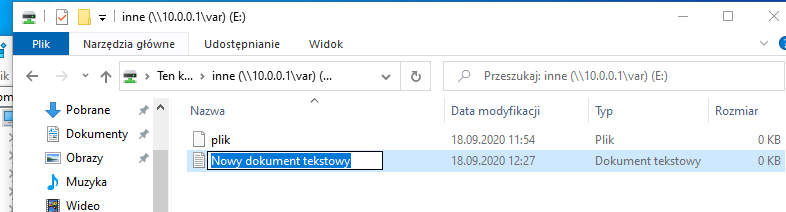 inne (\\10.0.0.1\var) (E:)
Plik Narzędzia główne Udostępnianie Widok
Ten k... inne (\\10.0.0.1\var) (... Przeszukaj: inne (\\10.0.0.1\var) (E:)
Nazwa Data modyfikacji Typ Rozmiar
Pobrane
Dokumenty
Obrazy
Muzyka
Wideo
plik 18.09.2020 11:54 Plik 0 KB
Nowy dokument tekstowy 18.09.2020 12:27 Dokument tekstowy 0 KB